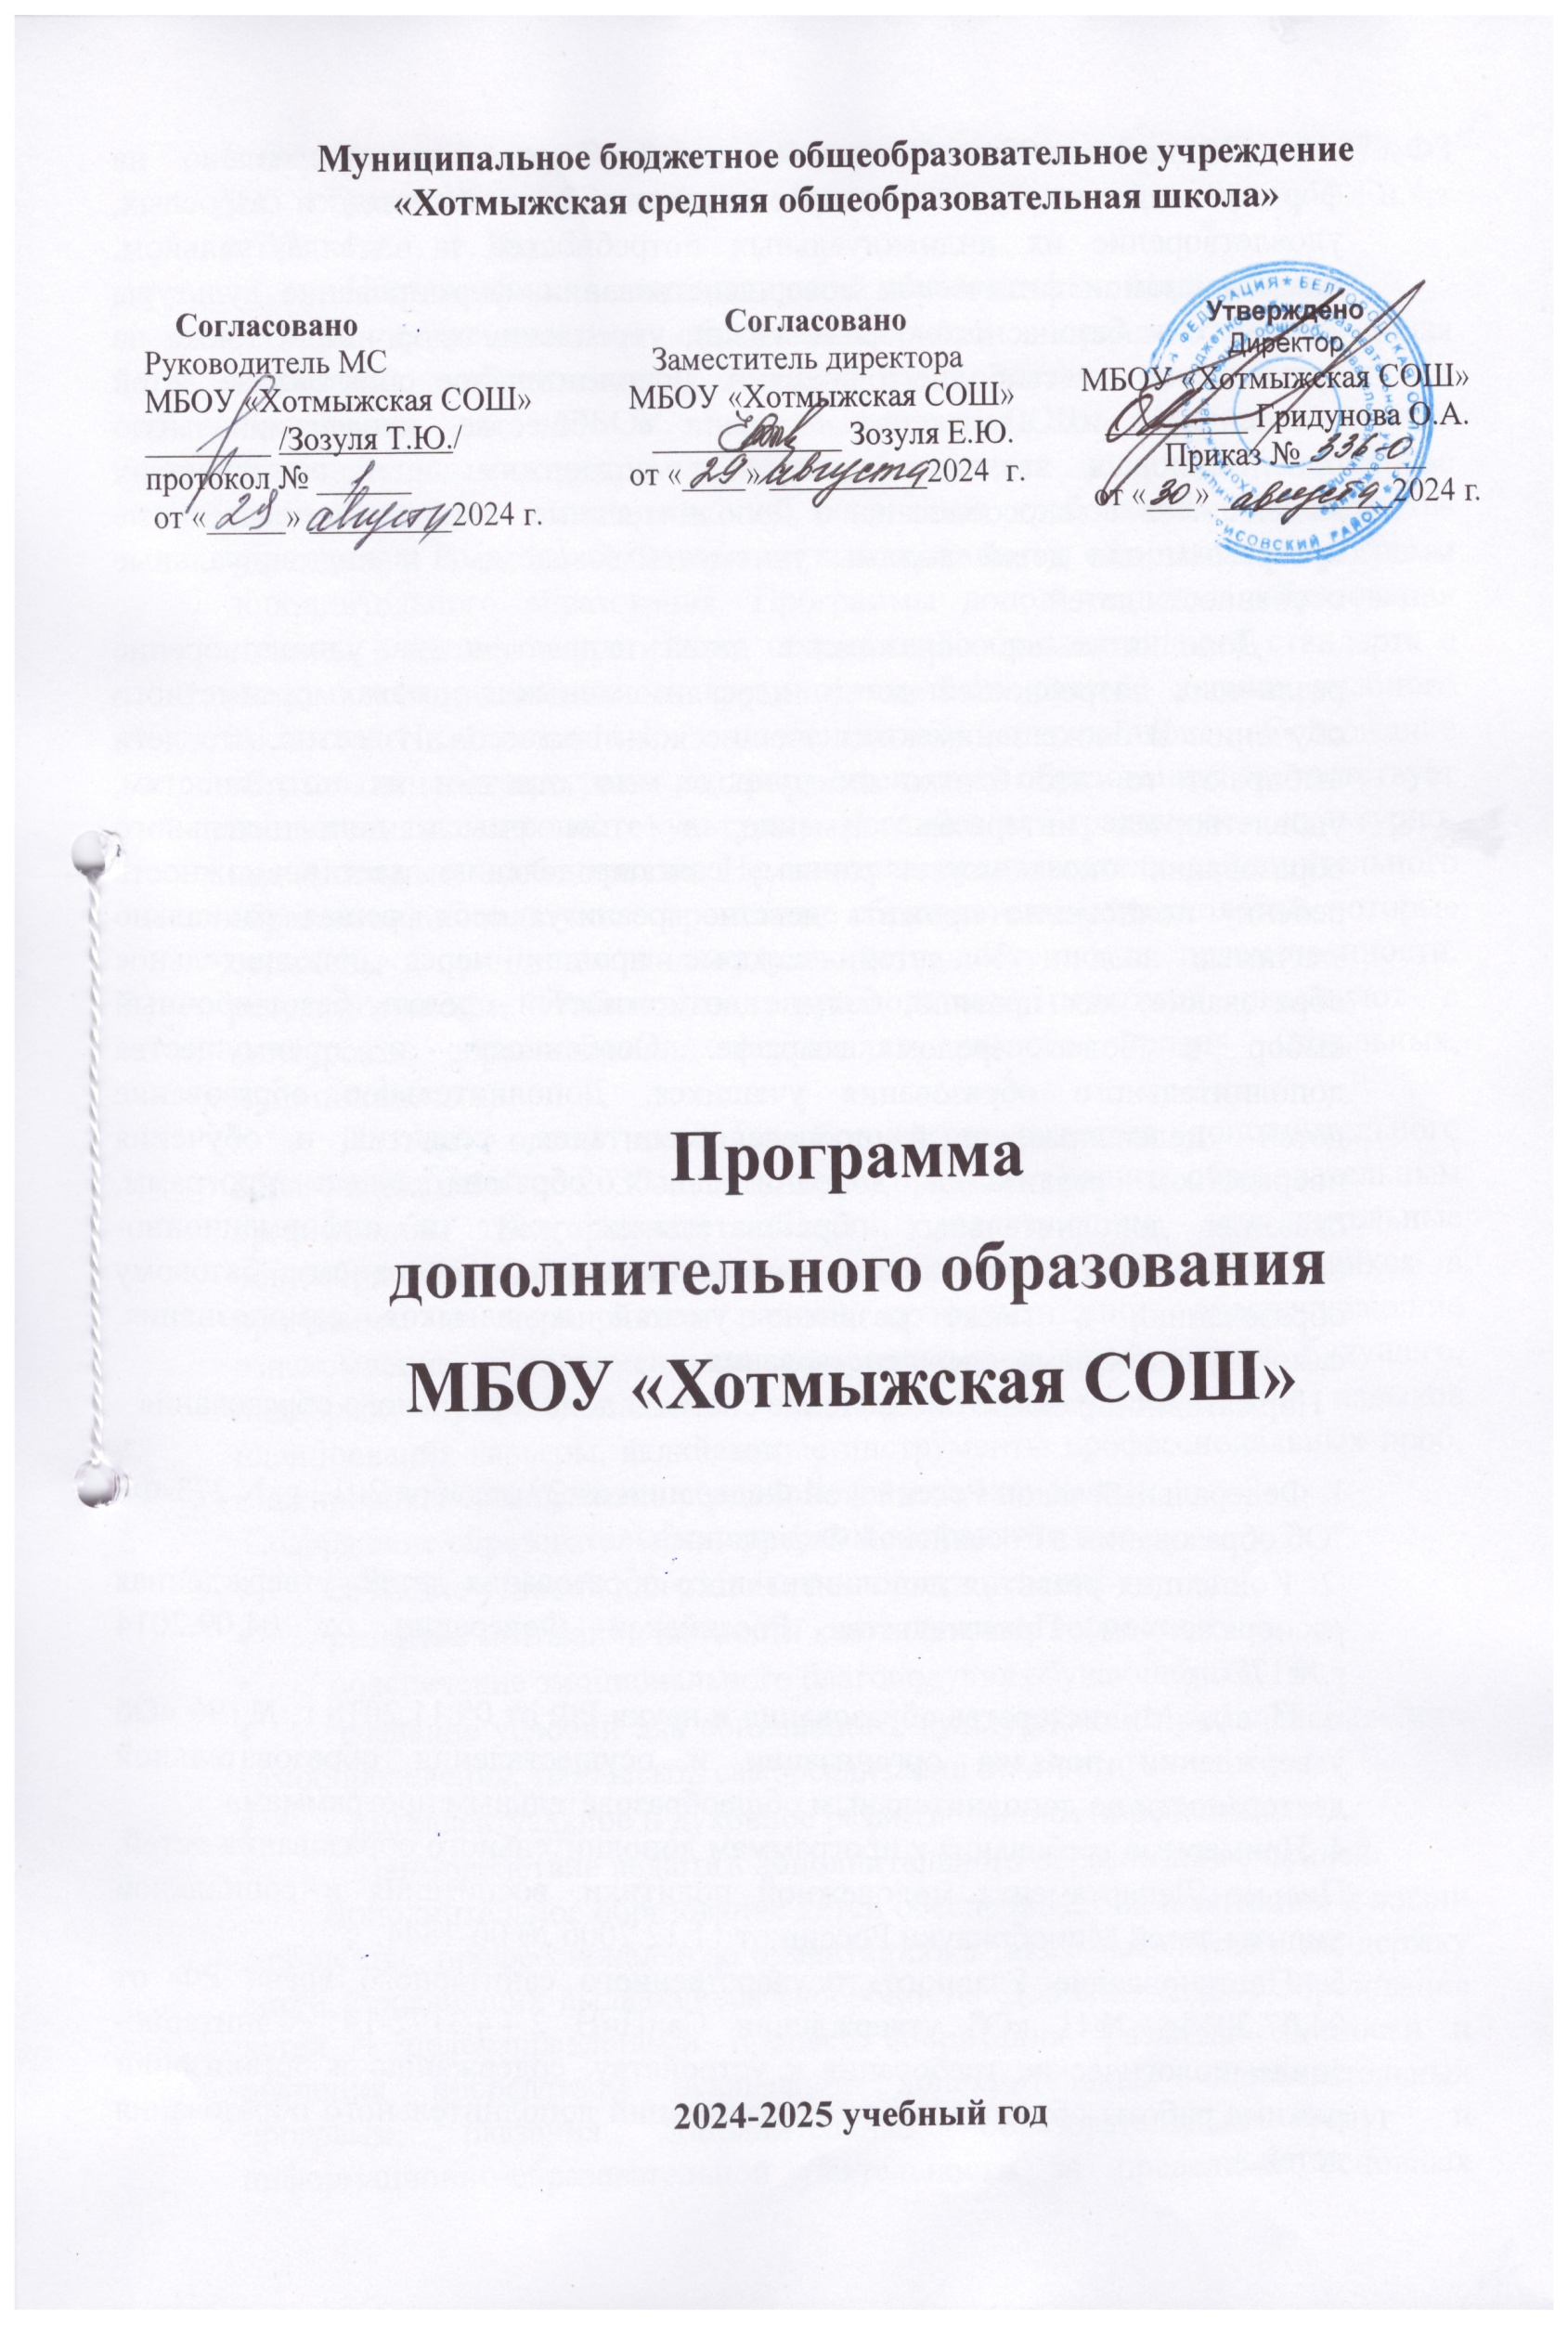 Муниципальное бюджетное общеобразовательное учреждение
«Хотмыжская средняя общеобразовательная школа»
Согласовано
Руководитель МС
МБОУ «Хотмыжская СОШ»
/Зозуля Т.Ю./
протокол № 1
от «29» августа 2024 г.
Согласовано
Заместитель директора
МБОУ «Хотмыжская СОШ»
Зозуля Е.Ю.
от «29» августа 2024 г.
Утверждено
Директор
МБОУ «Хотмыжская СОШ»
Гридунова О.А.
Приказ №
от «30» августа 2024 г.
Программа
дополнительного образования
МБОУ «Хотмыжская СОШ»
2024-2025 учебный год